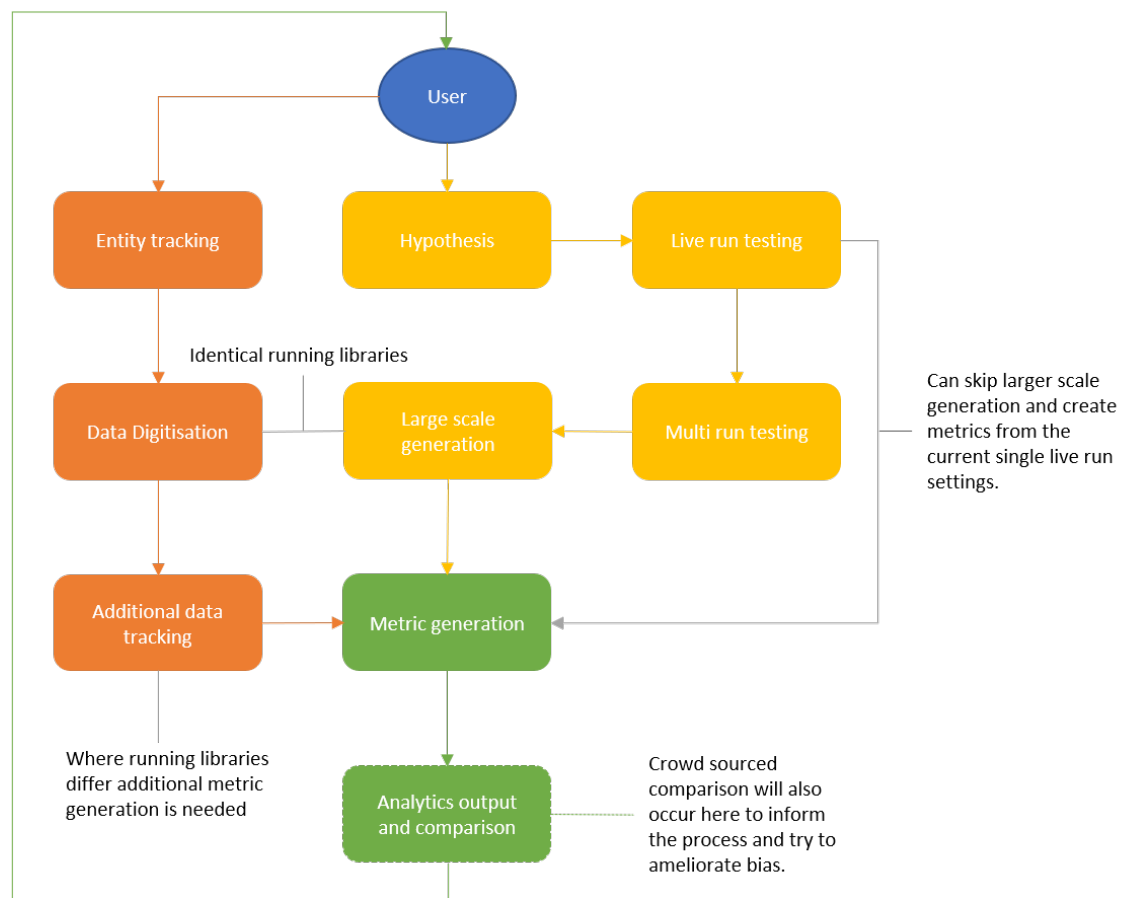 User
Entity tracking
Hypothesis
Live run testing
Identical running libraries
Can skip larger scale
generation and create
metrics from the
current single live run
settings.
Data Digitisation
Large scale
generation
Multi run testing
Additional data
tracking
Metric generation
Where running libraries
differ additional metric
generation is needed
Analytics output
and comparison
Crowd sourced
comparison will also
occur here to inform
the process and try to
ameliorate bias.